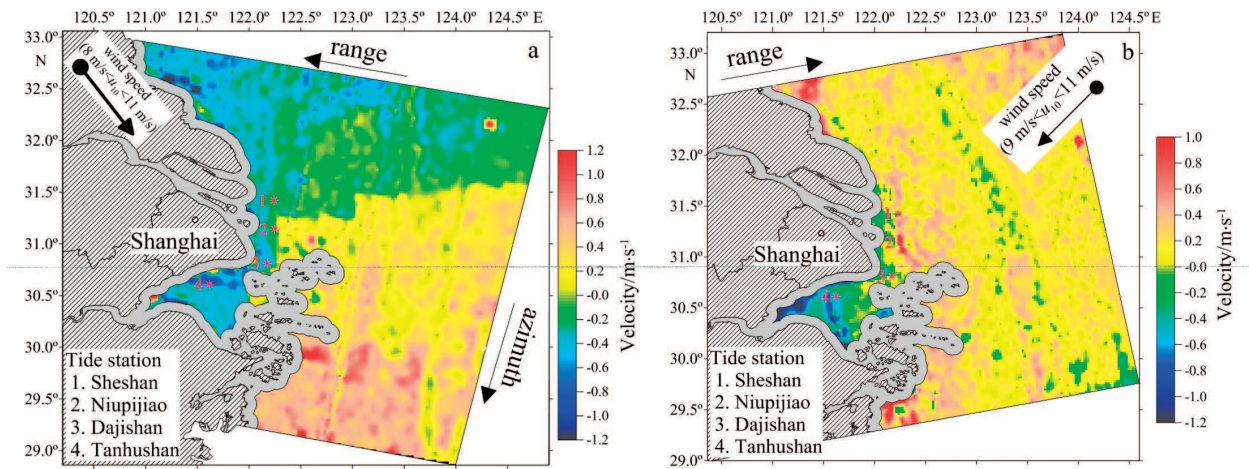 120.5° 121.0° 121.5° 122.0° 122.5° 123.0° 123.5° 124.0° 124.5° E
33.0°
N
32.5°
32.0°
31.5°
31.0°
30.5°
30.0°
29.5°
29.0°
wind speed
(8 m/s<u10<11 m/s)
range
a
azimuth
Shanghai
1
2
3
4
Tide station
1. Sheshan
2. Niupijiao
3. Dajishan
4. Tanhushan
1.2
1.0
0.8
0.6
0.4
0.2
-0.0
-0.2
-0.4
-0.6
-0.8
-1.0
-1.2
Velocity/m·s-1
120.5° 121.0° 121.5° 122.0° 122.5° 123.0° 123.5° 124.0° 124.5° E
33.0°
N
32.5°
32.0°
31.5°
31.0°
30.5°
30.0°
29.5°
29.0°
range
b
wind speed
(9 m/s<u10<11 m/s)
Shanghai
1
2
4
Tide station
1. Sheshan
2. Niupijiao
3. Dajishan
4. Tanhushan
1.0
0.8
0.6
0.4
0.2
0.0
-0.2
-0.4
-0.6
-0.8
-1.0
-1.2
Velocity/m·s-1